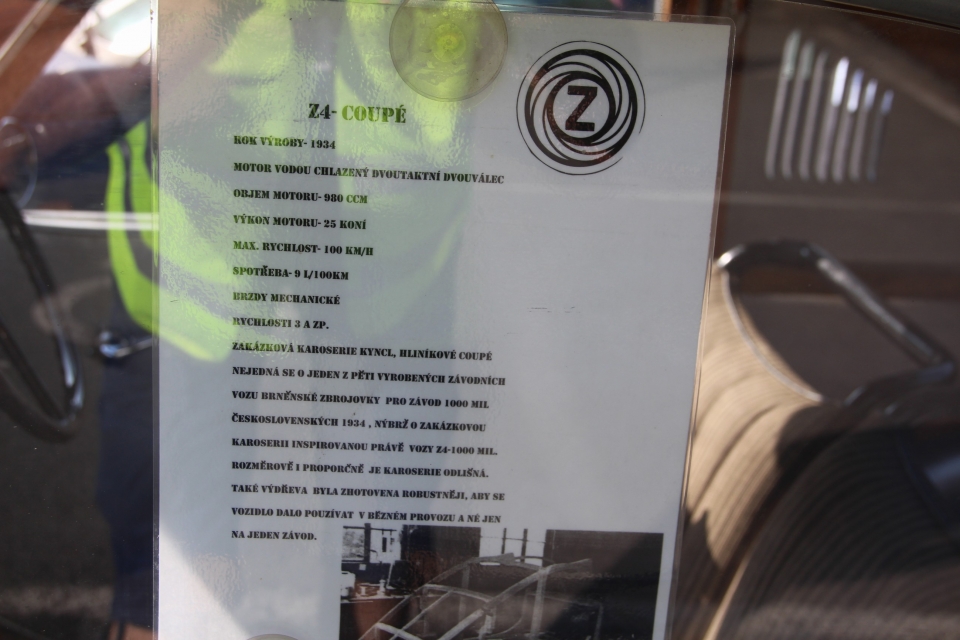 Z
Z4- COUPÉ
ROK VÝROBY- 1934
MOTOR VODOU CHLAZENÝ DVOUTAKTNÍ DVOUVÁLEC
OBJEM MOTORU- 980 CCM
VÝKON MOTORU- 25 KONÍ
MAX. RYCHLOST- 100 KM/H
SPOTŘEBA- 9 L/100KM
BRZDY MECHANICKÉ
RYCHLOSTI 3 A ZP.
ZAKÁZKOVÁ KAROSERIE KYNCL, HLINÍKOVÉ COUPÉ
NEJEDNÁ SE O JEDEN Z PĚTI VYROBENÝCH ZÁVODNÍCH
VOZU BRNĚNSKÉ ZBROJOVKY PRO ZÁVOD 1000 MIL
ČESKOSLOVENSKÝCH 1934 , NÝBRŽ O ZAKÁZKOVOU
KAROSERII INSPIROVANOU PRÁVĚ VOZY Z4-1000 MIL.
ROZMĚROVĚ I PROPORČNĚ JE KAROSERIE ODLIŠNÁ.
TAKÉ VÝDŘEVA BYLA ZHOTOVENA ROBUSTNĚJI, ABY SE
VOZIDLO DALO POUZÍVAT V BĚZNÉM PROVOZU A NÉ JEN
NA JEDEN ZÁVOD.